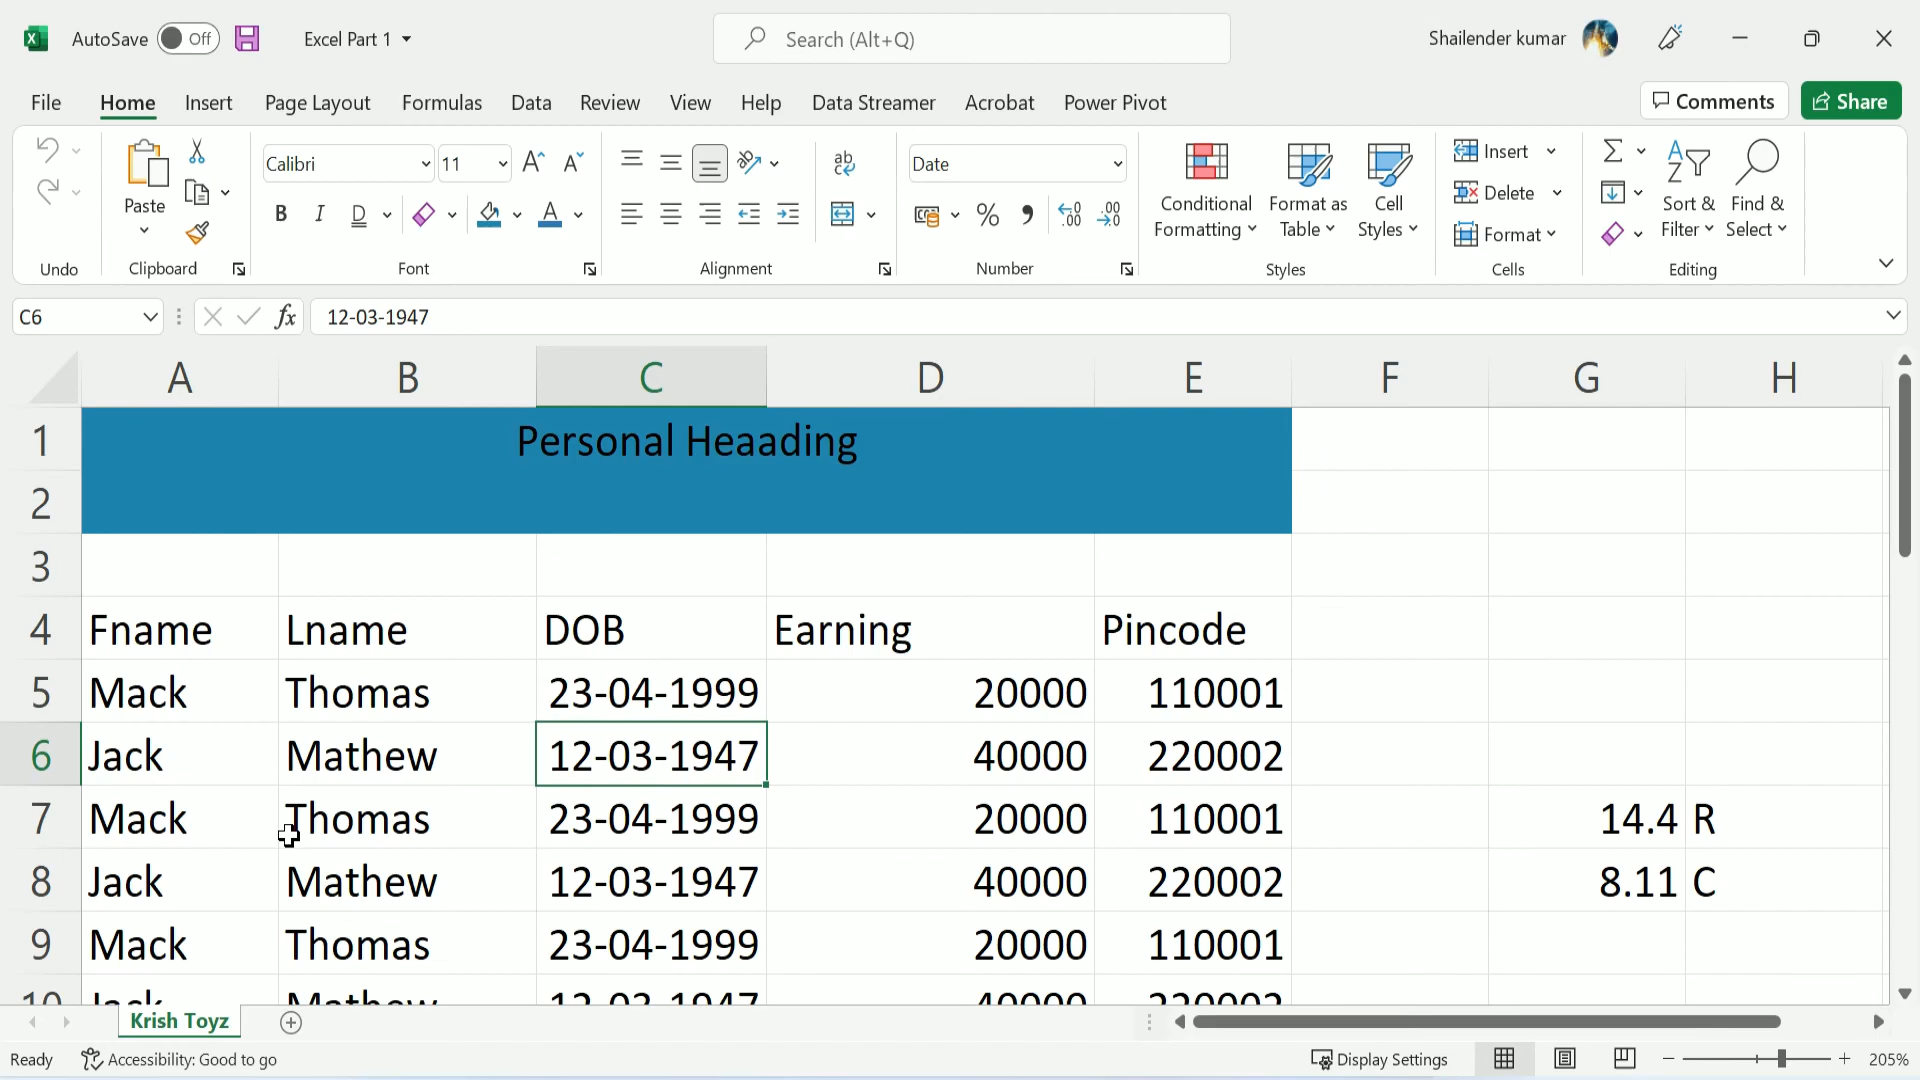 AutoSave Off Excel Part 1 Search (Alt+Q) Shailender kumar
File Home Insert Page Layout Formulas Data Review View Help Data Streamer Acrobat Power Pivot Comments Share
Calibri 11 Date
Paste
B I D
Conditional Formatting
Format as Table
Cell Styles
Insert
Delete
Format
Sort & Filter
Find & Select
Undo Clipboard Font Alignment Number Styles Cells Editing
C6 fx 12-03-1947
A B C D E F G H
1 Personal Heaading
2
3
4 Fname Lname DOB Earning Pincode
5 Mack Thomas 23-04-1999 20000 110001
6 Jack Mathew 12-03-1947 40000 220002
7 Mack Thomas 23-04-1999 20000 110001 14.4 R
8 Jack Mathew 12-03-1947 40000 220002 8.11 C
9 Mack Thomas 23-04-1999 20000 110001
10 Jack Mathew 12-03-1947 40000 220002
Krish Toyz
Ready Accessibility: Good to go Display Settings 205%